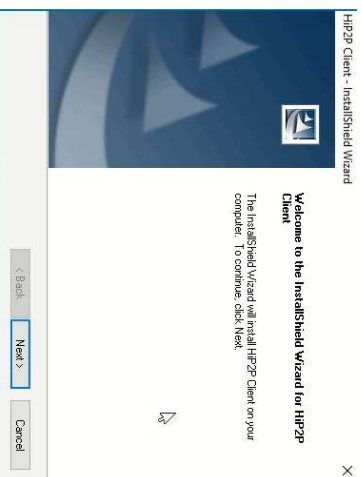 HiP2P Client - InstallShield Wizard
Welcome to the InstallShield Wizard for HiP2P
Client
The InstallShield Wizard will install HiP2P Client on your
computer. To continue, click Next.
< Back
Next >
Cancel